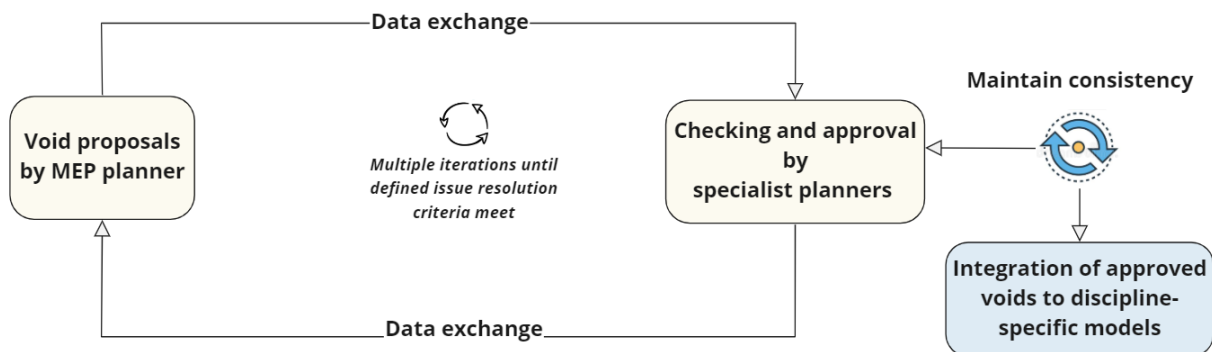 Data exchange
Maintain consistency
Void proposals
by MEP planner
Multiple iterations until
defined issue resolution
criteria meet
Checking and approval
by
specialist planners
Integration of approved
voids to discipline-
specific models
Data exchange